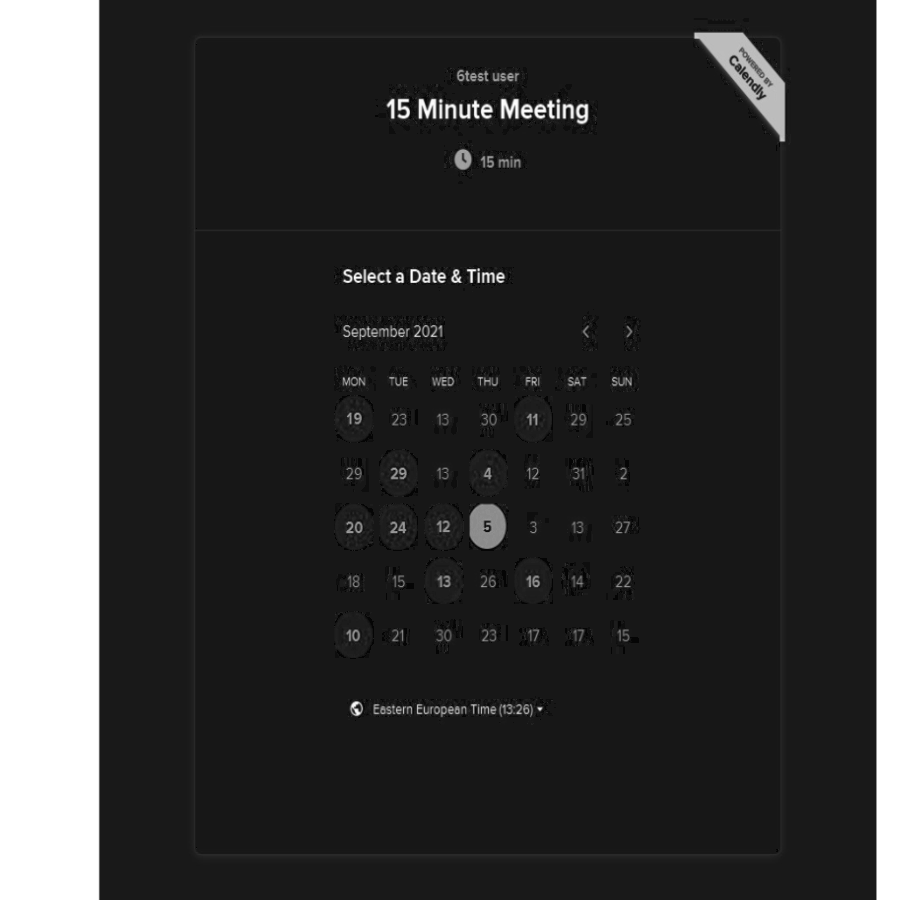 POWERED BY
Calendly
6test user
15 Minute Meeting
15 min
Select a Date & Time
September 2021
MON TUE WED THU FRI SAT SUN
19 23 13 30 11 29 25
29 29 13 4 12 31 2
20 24 12 5 3 13 27
18 15 13 26 16 14 22
10 21 30 23 17 17 15
Eastern European Time (13:26)